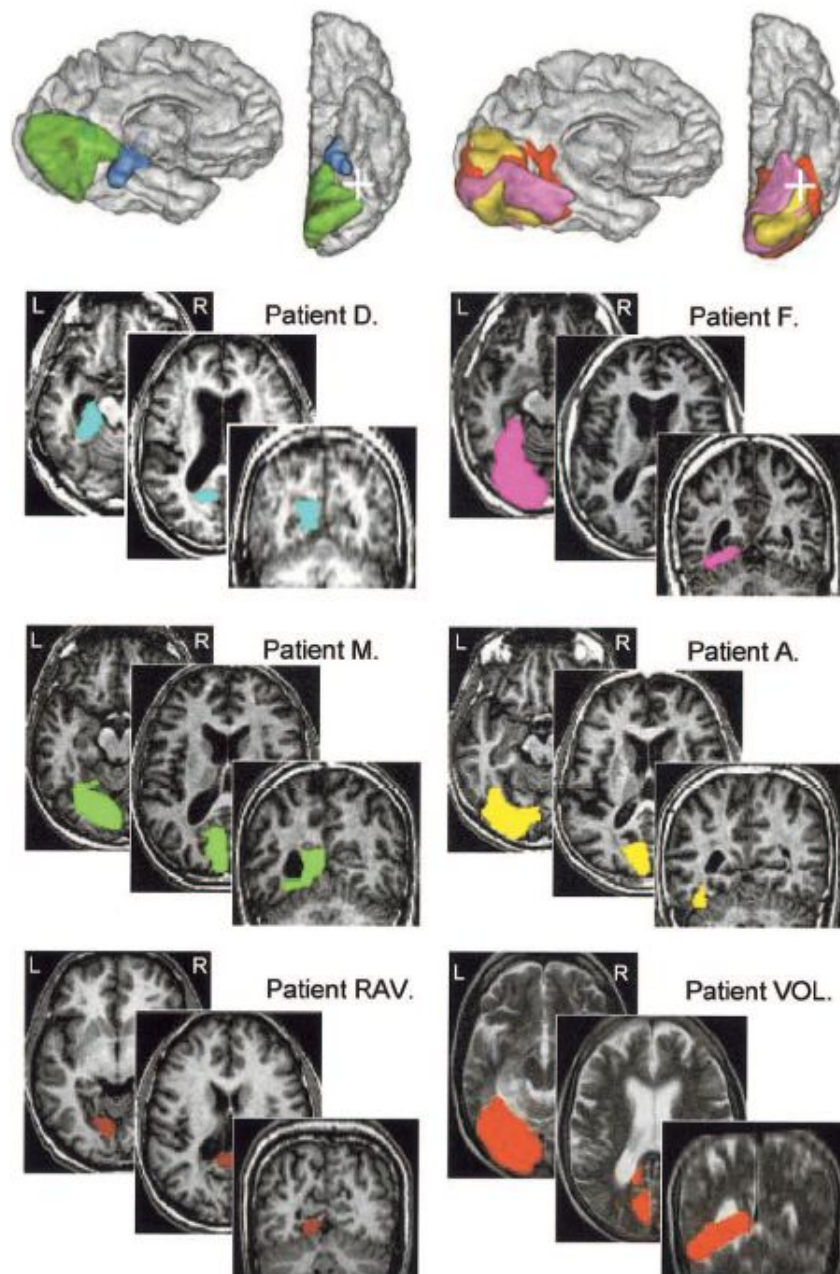 L R Patient D.
L R Patient F.
L R Patient M.
L R Patient A.
L R Patient RAV.
L R Patient VOL.